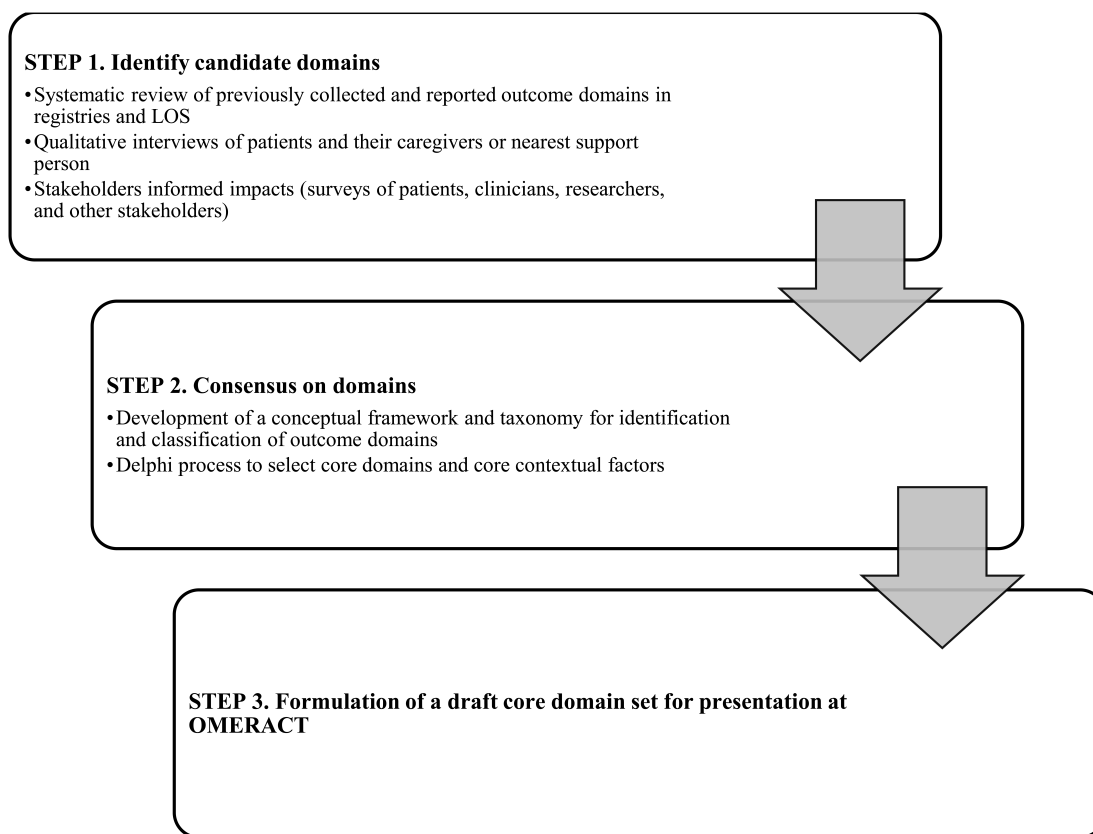 STEP 1. Identify candidate domains
•Systematic review of previously collected and reported outcome domains in
registries and LOS
•Qualitative interviews of patients and their caregivers or nearest support
person
•Stakeholders informed impacts (surveys of patients, clinicians, researchers,
and other stakeholders)
STEP 2. Consensus on domains
•Development of a conceptual framework and taxonomy for identification
and classification of outcome domains
•Delphi process to select core domains and core contextual factors
STEP 3. Formulation of a draft core domain set for presentation at
OMERACT